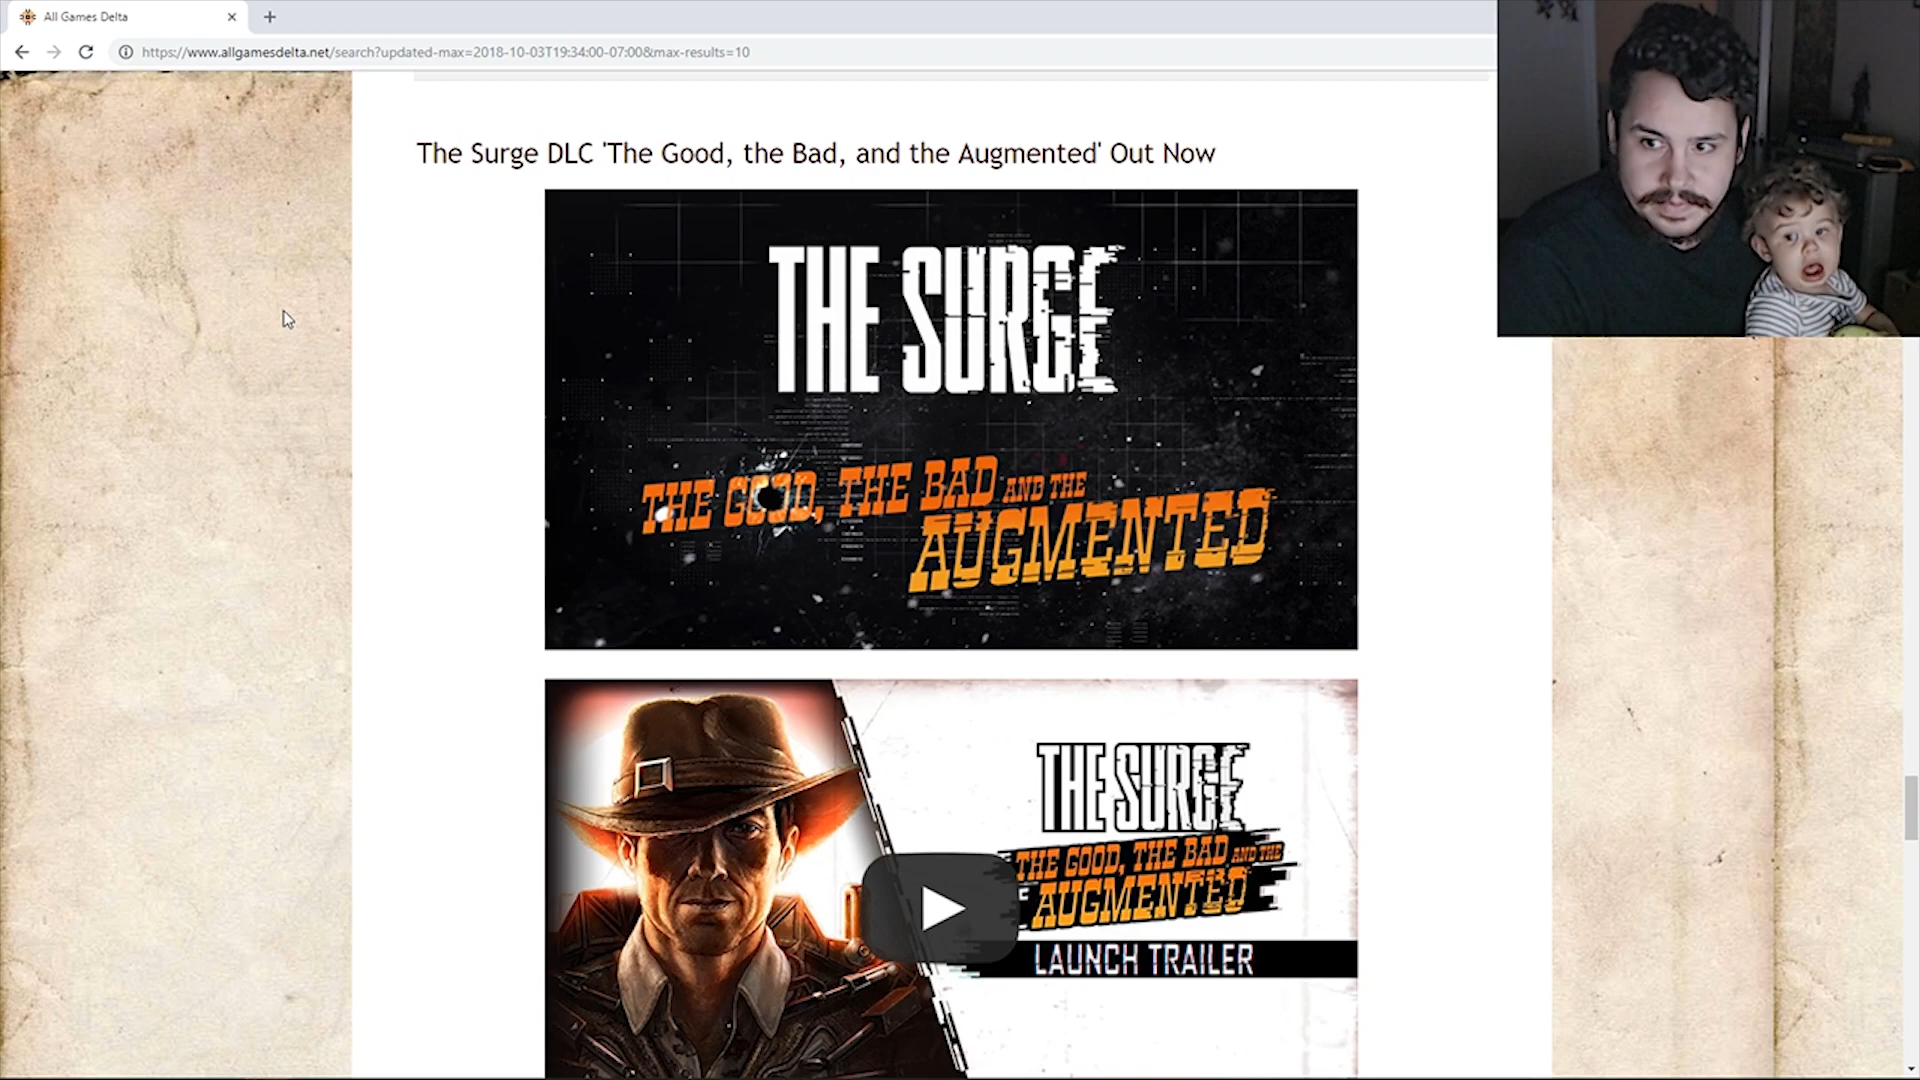 All Games Delta
https://www.allgamesdelta.net/search?updated-max=2018-10-03T19:34:00-07:00&max-results=10
The Surge DLC 'The Good, the Bad, and the Augmented' Out Now
THE SURGE
THE GOOD, THE BAD AND THE
AUGMENTED
THE SURGE
THE GOOD, THE BAD AND THE
AUGMENTED
LAUNCH TRAILER